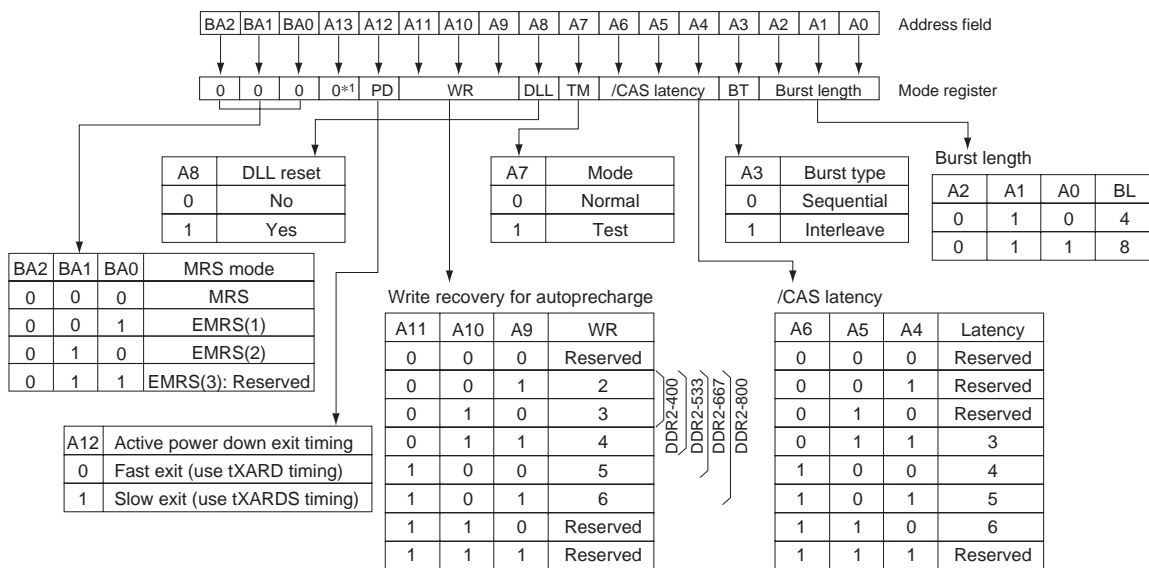 BA2 BA1 BA0 A13 A12 A11 A10 A9 A8 A7 A6 A5 A4 A3 A2 A1 A0 Address field
0 0 0 0*1 PD WR DLL TM /CAS latency BT Burst length Mode register
A8 DLL reset
0 No
1 Yes
A7 Mode
0 Normal
1 Test
A3 Burst type
0 Sequential
1 Interleave
Burst length
A2 A1 A0 BL
0 1 0 4
0 1 1 8
BA2 BA1 BA0 MRS mode
0 0 0 MRS
0 0 1 EMRS(1)
0 1 0 EMRS(2)
0 1 1 EMRS(3): Reserved
A12 Active power down exit timing
0 Fast exit (use tXARD timing)
1 Slow exit (use tXARDS timing)
Write recovery for autoprecharge
A11 A10 A9 WR
0 0 0 Reserved
0 0 1 2
0 1 0 3
0 1 1 4
1 0 0 5
1 0 1 6
1 1 0 Reserved
1 1 1 Reserved
DDR2-400
DDR2-533
DDR2-667
DDR2-800
/CAS latency
A6 A5 A4 Latency
0 0 0 Reserved
0 0 1 Reserved
0 1 0 Reserved
0 1 1 3
1 0 0 4
1 0 1 5
1 1 0 6
1 1 1 Reserved